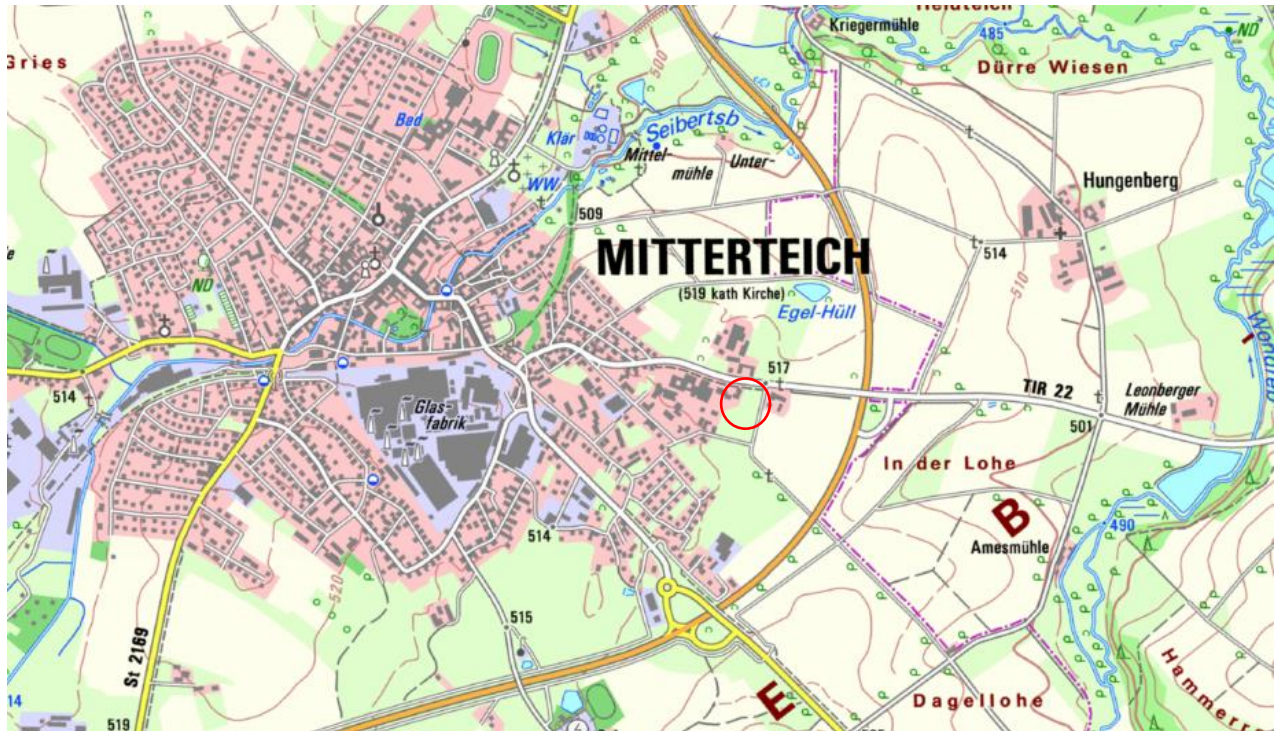 Kriegermühle
485
ND
Gries
Dürre Wiesen
500
Bad
Klär
Seibertsb
Mittel-
mühle
Unter-
WW
Hungenberg
509
MITTERTEICH
514
510
(519 kath Kirche)
ND
Egel-Hüll
517
TIR 22
Leonberger
Mühle
514
Glas-
fabrik
501
In der Lohe
B
490
514
Amesmühle
520
515
St 2169
E
Dagellohe
14
519